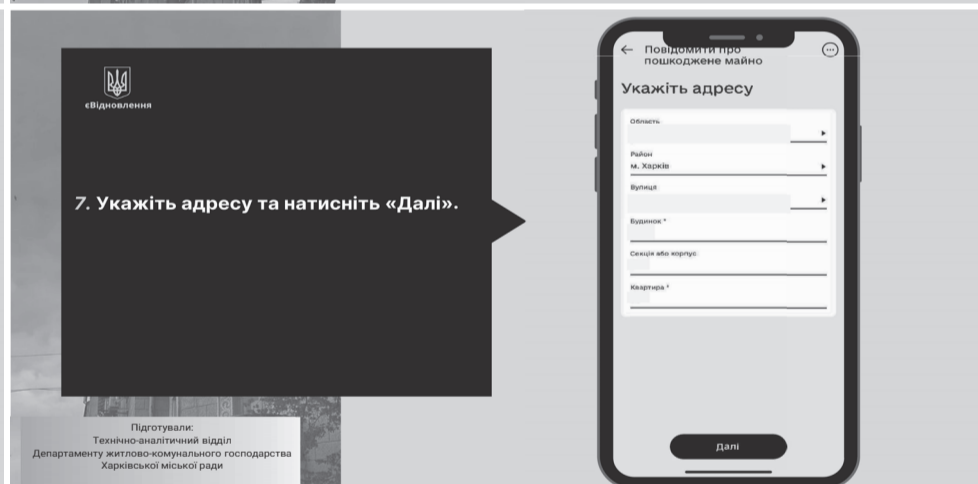 єВідновлення
7. Укажіть адресу та натисніть «Далі».
Підготували:
Технічно-аналітичний відділ
Департаменту житлово-комунального господарства
Харківської міської ради
Повідомити про
пошкоджене майно
Укажіть адресу
Область
Район
м. Харків
Вулиця
Будинок *
Секція або корпус
Квартира *
Далі